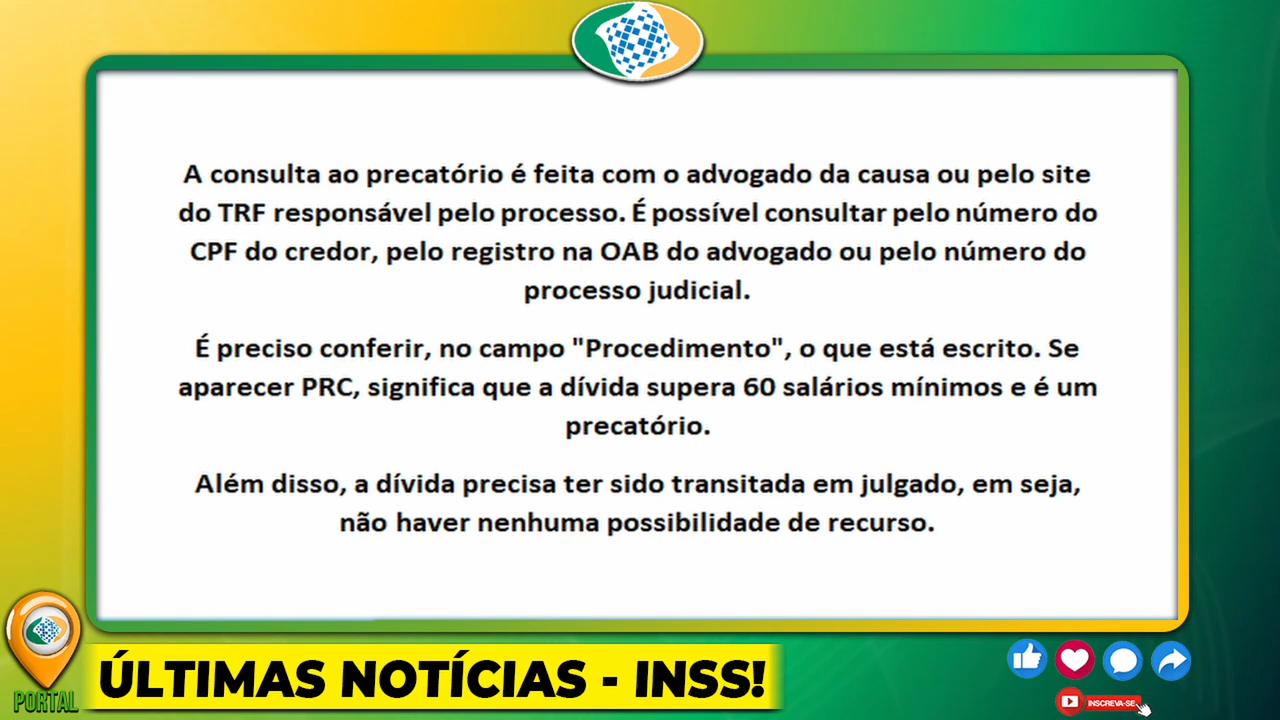 A consulta ao precatório é feita com o advogado da causa ou pelo site
do TRF responsável pelo processo. É possível consultar pelo número do
CPF do credor, pelo registro na OAB do advogado ou pelo número do
processo judicial.
É preciso conferir, no campo "Procedimento", o que está escrito. Se
aparecer PRC, significa que a dívida supera 60 salários mínimos e é um
precatório.
Além disso, a dívida precisa ter sido transitada em julgado, em seja,
não haver nenhuma possibilidade de recurso.
PORTAL
ÚLTIMAS NOTÍCIAS - INSS!
INSCREVA-SE